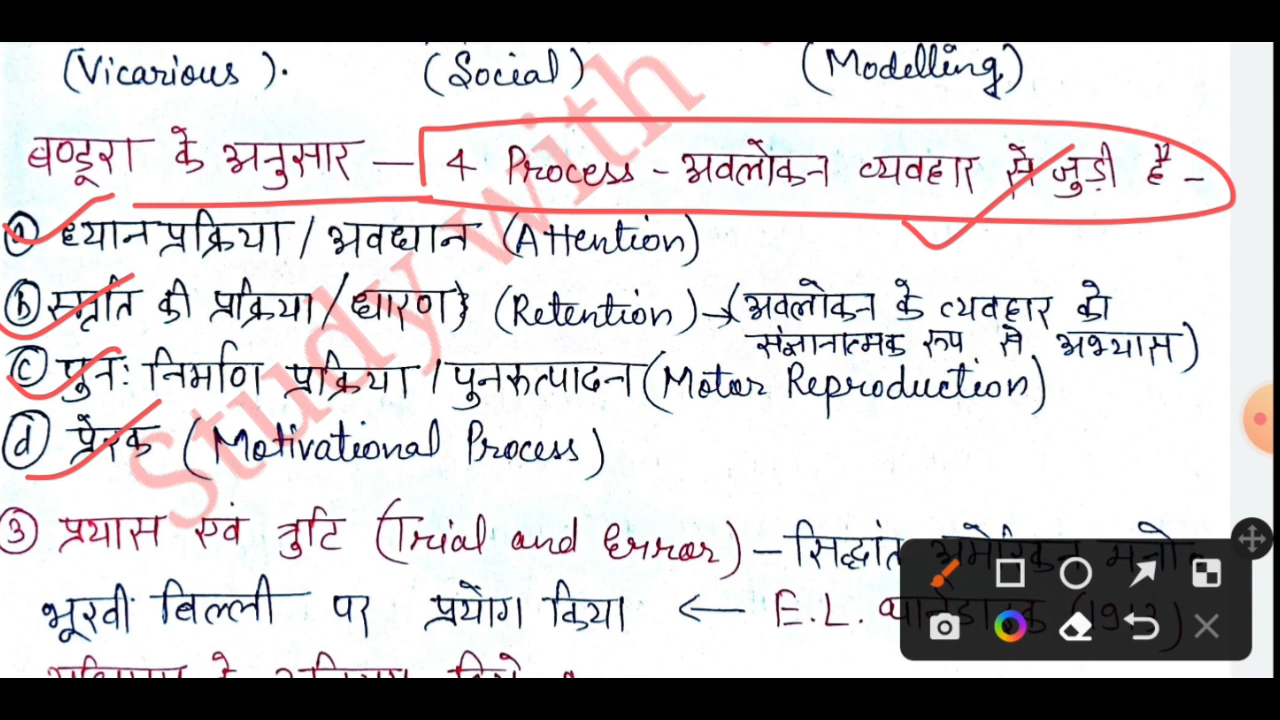 (Vicarious ). (Social) (Modelling)
बण्डूरा के अनुसार – 4 Process - अवलोकन व्यवहार से जुड़ी हैं -
(a) ध्यान प्रक्रिया / अवधान (Attention)
(b) स्मृति की प्रक्रिया / धारण} (Retention) → (अवलोकन के व्यवहार को
संज्ञानात्मक रूप से अभ्यास)
(c) पुनः निर्माण प्रक्रिया / पुनरुत्पादन (Motor Reproduction)
(d) प्रेरक (Motivational Process)
(3) प्रयास एवं त्रुटि (Trial and Error) – सिद्धांत अमेरिकन मनो-
भूखी बिल्ली पर प्रयोग किया ← E.L. थार्नडाइक
Study with